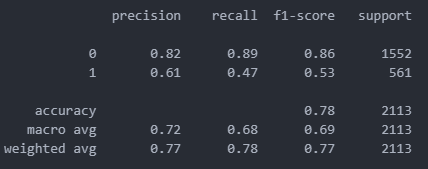 precision recall f1-score support
0 0.82 0.89 0.86 1552
1 0.61 0.47 0.53 561
accuracy 0.78 2113
macro avg 0.72 0.68 0.69 2113
weighted avg 0.77 0.78 0.77 2113